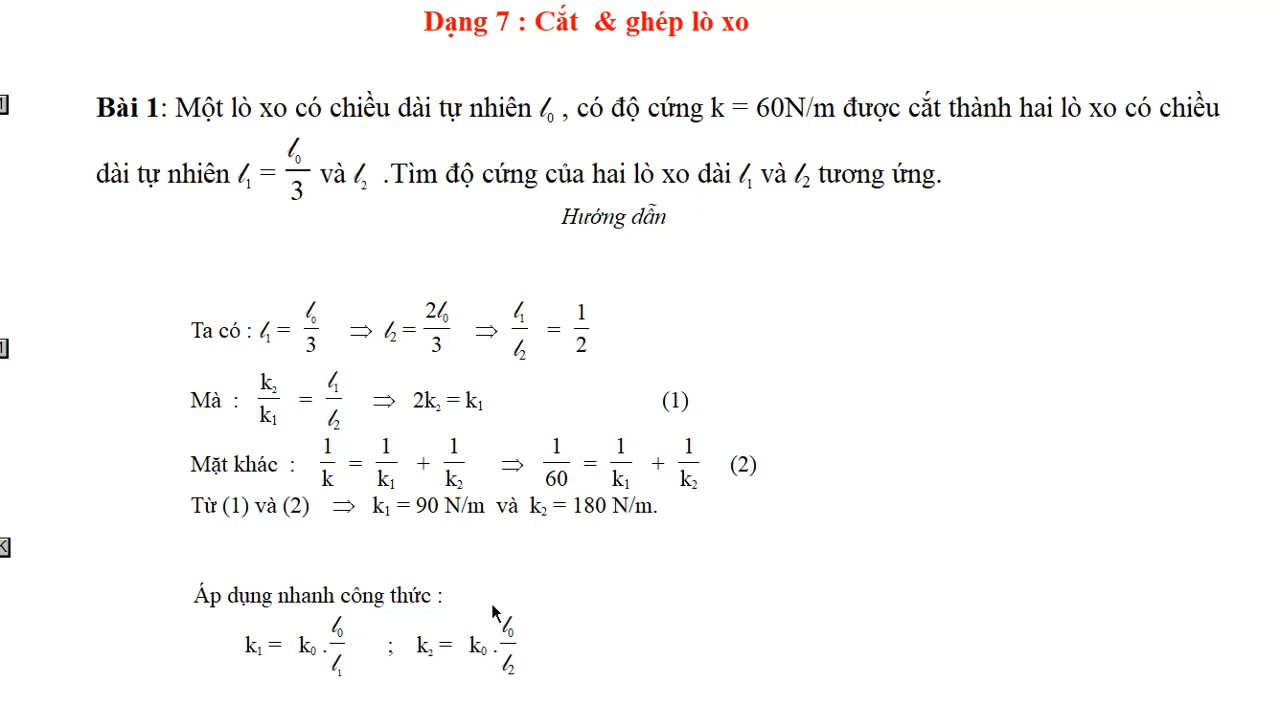 Dạng 7 : Cắt & ghép lò xo
Bài 1: Một lò xo có chiều dài tự nhiên ℓ₀ , có độ cứng k = 60N/m được cắt thành hai lò xo có chiều
dài tự nhiên ℓ₁ = ℓ₀/3 và ℓ₂ .Tìm độ cứng của hai lò xo dài ℓ₁ và ℓ₂ tương ứng.
Hướng dẫn
Ta có : ℓ₁ = ℓ₀/3 ⇒ ℓ₂ = 2ℓ₀/3 ⇒ ℓ₁/ℓ₂ = 1/2
Mà : k₂/k₁ = ℓ₁/ℓ₂ ⇒ 2k₂ = k₁ (1)
Mặt khác : 1/k = 1/k₁ + 1/k₂ ⇒ 1/60 = 1/k₁ + 1/k₂ (2)
Từ (1) và (2) ⇒ k₁ = 90 N/m và k₂ = 180 N/m.
Áp dụng nhanh công thức :
k₁ = k₀ . ℓ₀/ℓ₁ ; k₂ = k₀ . ℓ₀/ℓ₂